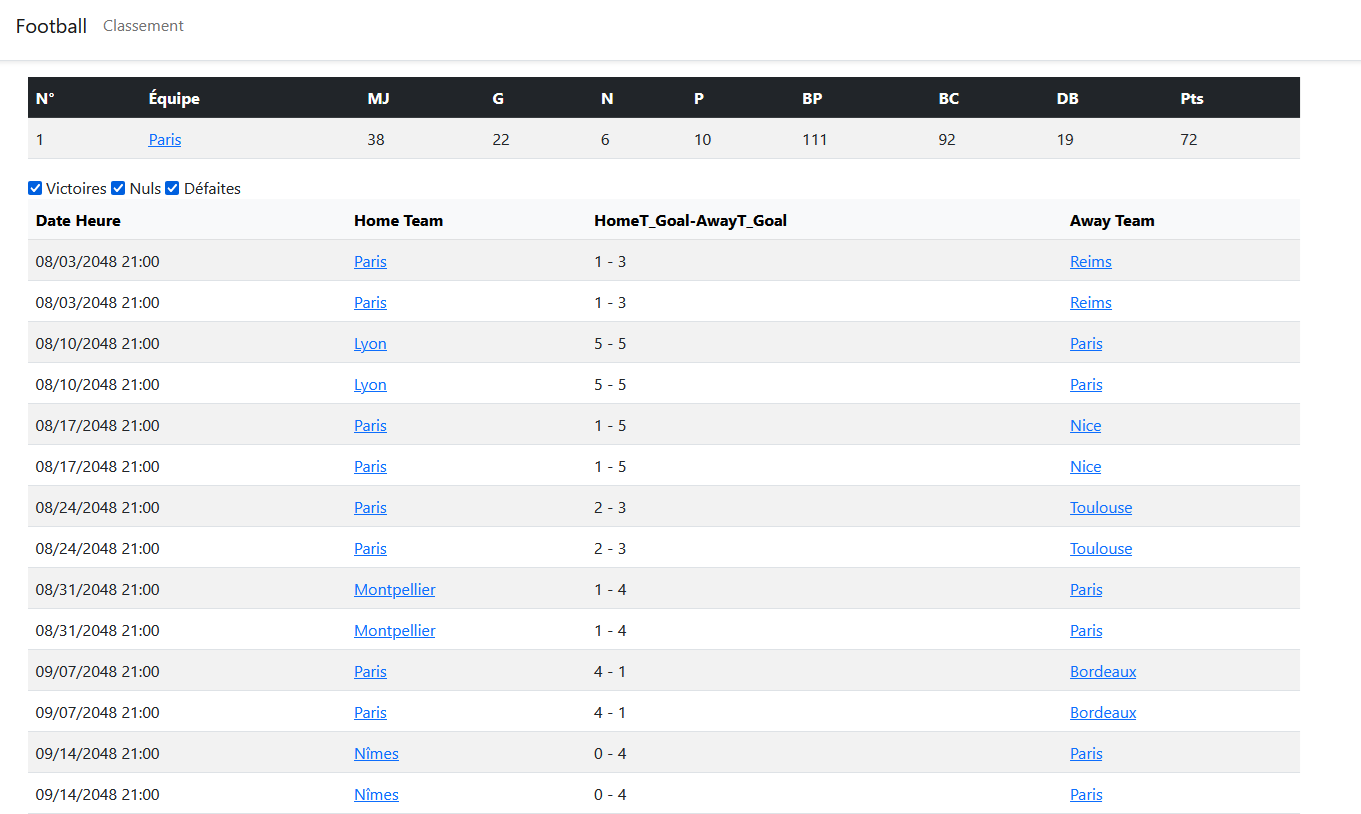 Football Classement
N° Équipe MJ G N P BP BC DB Pts
1 Paris 38 22 6 10 111 92 19 72
Victoires Nuls Défaites
Date Heure Home Team HomeT_Goal-AwayT_Goal Away Team
08/03/2048 21:00 Paris 1 - 3 Reims
08/03/2048 21:00 Paris 1 - 3 Reims
08/10/2048 21:00 Lyon 5 - 5 Paris
08/10/2048 21:00 Lyon 5 - 5 Paris
08/17/2048 21:00 Paris 1 - 5 Nice
08/17/2048 21:00 Paris 1 - 5 Nice
08/24/2048 21:00 Paris 2 - 3 Toulouse
08/24/2048 21:00 Paris 2 - 3 Toulouse
08/31/2048 21:00 Montpellier 1 - 4 Paris
08/31/2048 21:00 Montpellier 1 - 4 Paris
09/07/2048 21:00 Paris 4 - 1 Bordeaux
09/07/2048 21:00 Paris 4 - 1 Bordeaux
09/14/2048 21:00 Nîmes 0 - 4 Paris
09/14/2048 21:00 Nîmes 0 - 4 Paris